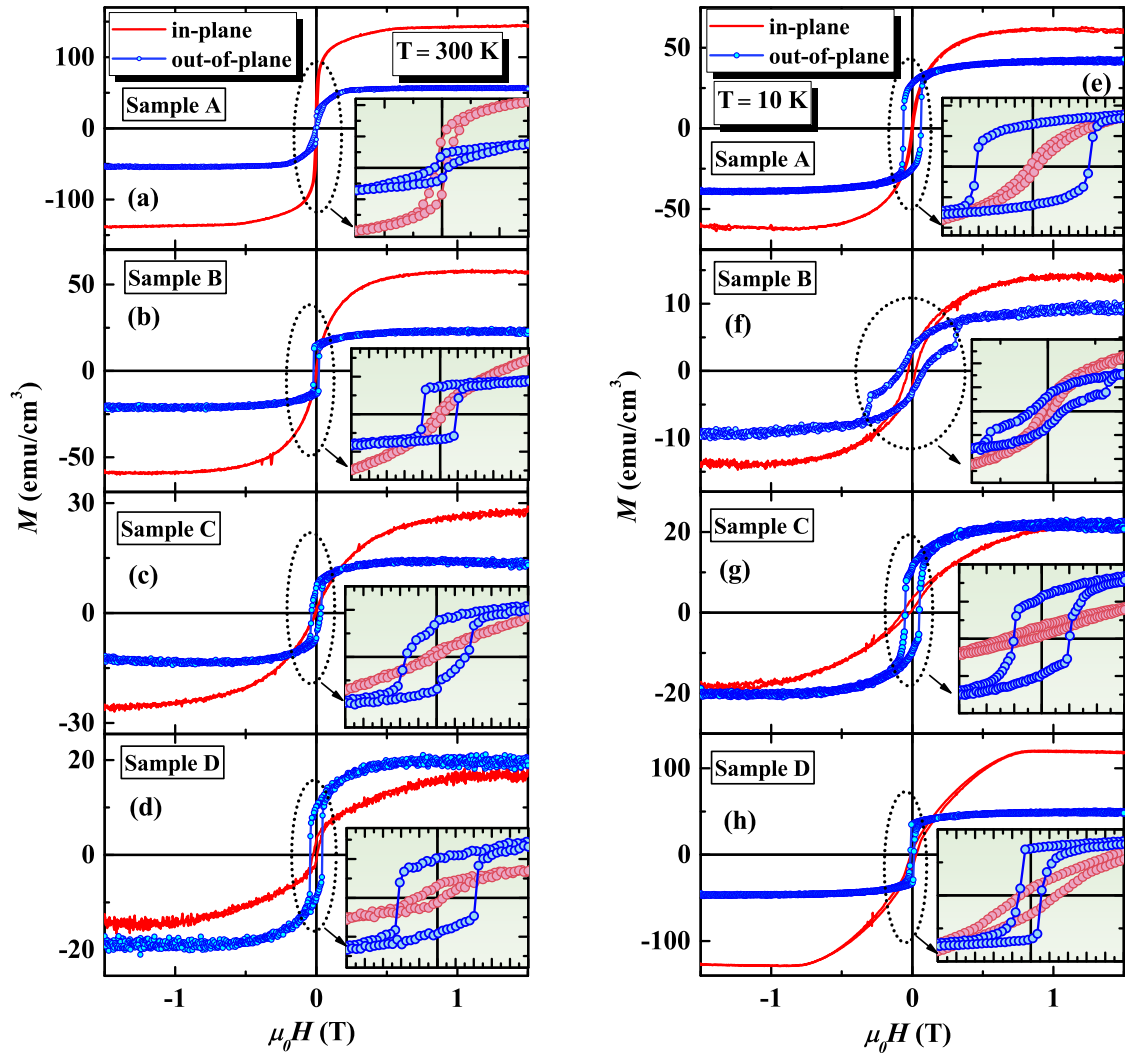 in-plane
out-of-plane
T = 300 K
Sample A
(a)
100
0
-100
Sample B
(b)
50
0
-50
Sample C
(c)
30
0
-30
Sample D
(d)
20
0
-20
-1
0
1
M (emu/cm³)
μ₀H (T)
in-plane
out-of-plane
(e)
T = 10 K
Sample A
50
0
-50
Sample B
(f)
10
0
-10
Sample C
(g)
20
0
-20
Sample D
(h)
100
0
-100
-1
0
1
M (emu/cm³)
μ₀H (T)